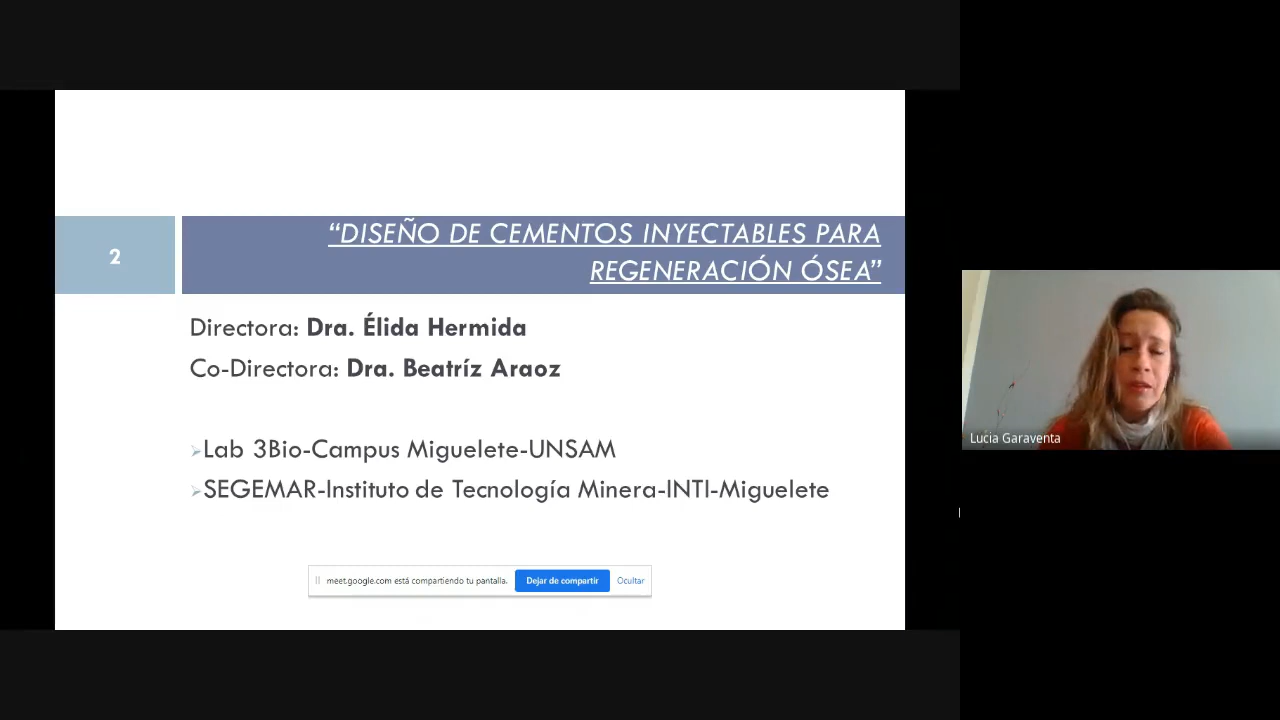 2
“DISEÑO DE CEMENTOS INYECTABLES PARA
REGENERACIÓN ÓSEA”
Directora: Dra. Élida Hermida
Co-Directora: Dra. Beatríz Araoz
Lab 3Bio-Campus Miguelete-UNSAM
SEGEMAR-Instituto de Tecnología Minera-INTI-Miguelete
meet.google.com está compartiendo tu pantalla. Dejar de compartir Ocultar
Lucia Garaventa